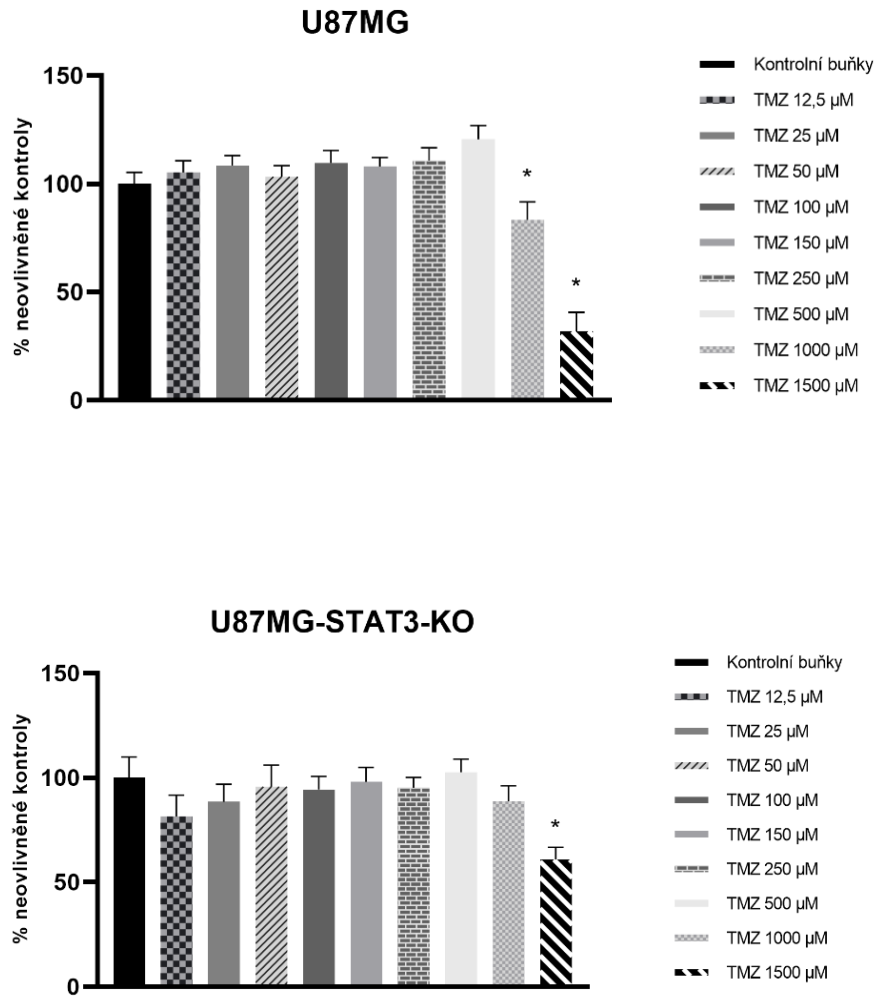 U87MG
150
100
50
0
% neovlivněné kontroly
*
*
Kontrolní buňky
TMZ 12,5 µM
TMZ 25 µM
TMZ 50 µM
TMZ 100 µM
TMZ 150 µM
TMZ 250 µM
TMZ 500 µM
TMZ 1000 µM
TMZ 1500 µM
U87MG-STAT3-KO
150
100
50
0
% neovlivněné kontroly
*
Kontrolní buňky
TMZ 12,5 µM
TMZ 25 µM
TMZ 50 µM
TMZ 100 µM
TMZ 150 µM
TMZ 250 µM
TMZ 500 µM
TMZ 1000 µM
TMZ 1500 µM